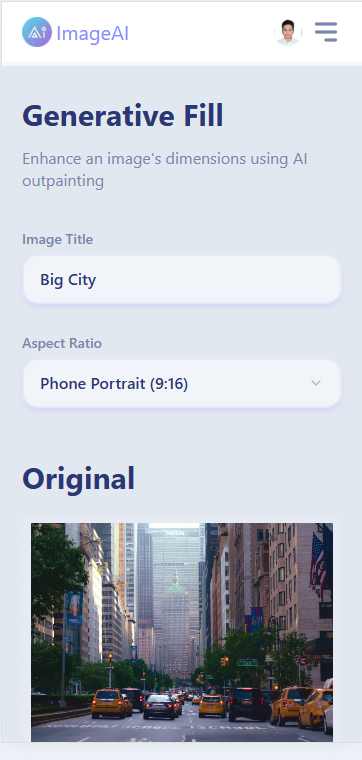 ImageAI
Generative Fill
Enhance an image's dimensions using AI
outpainting
Image Title
Big City
Aspect Ratio
Phone Portrait (9:16)
Original
MetLife